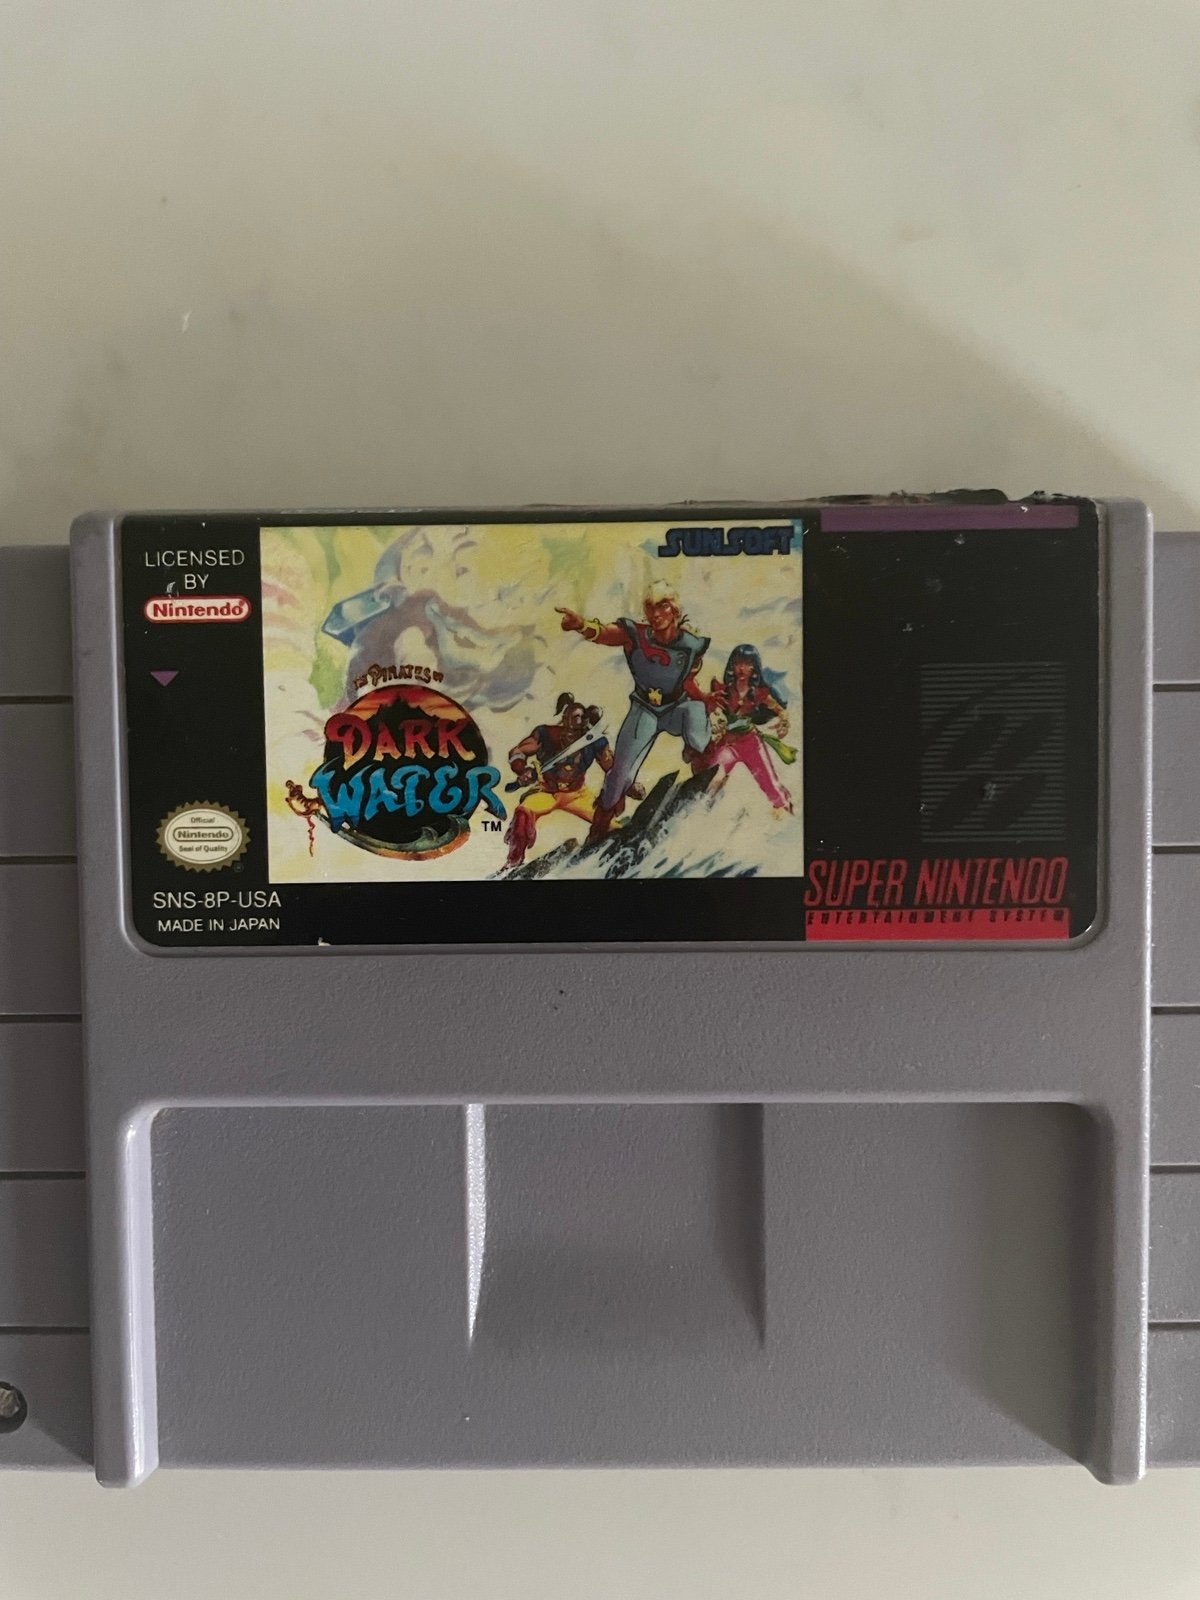 LICENSED
BY
Nintendo®
SUNSOFT
THE PIRATES OF
DARK
WATER
TM
Official
Nintendo
Seal of Quality
SNS-8P-USA
MADE IN JAPAN
SUPER NINTENDO
ENTERTAINMENT SYSTEM